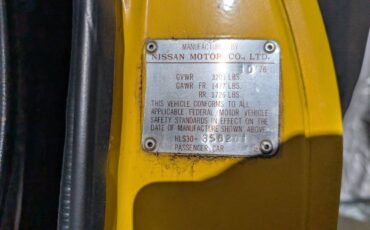 MANUFACTURED BY
NISSAN MOTOR CO., LTD.
10/76
GVWR 3203 LBS.
GAWR FR. 1477 LBS.
RR. 1726 LBS.
THIS VEHICLE CONFORMS TO ALL
APPLICABLE FEDERAL MOTOR VEHICLE
SAFETY STANDARDS IN EFFECT ON THE
DATE OF MANUFACTURE SHOWN ABOVE.
HLS30-
PASSENGER CAR